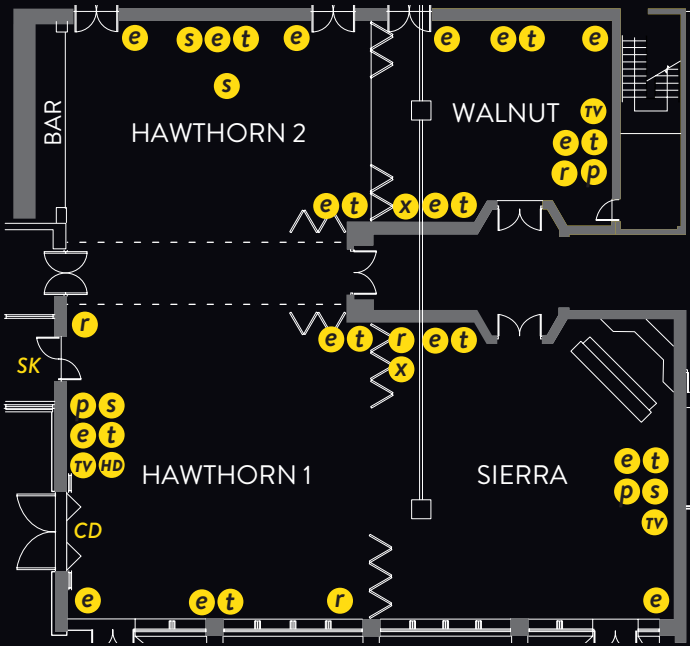 e s e t e e e t e
s
BAR
HAWTHORN 2
WALNUT
TV
e t
r p
e t x e t
r
e t r e t
x
SK
p s
e t
TV HD
HAWTHORN 1
SIERRA
e t
p s
TV
CD
e e t r e